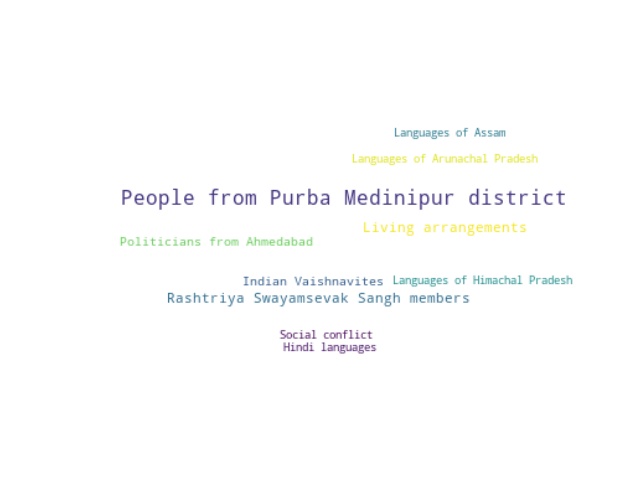 Languages of Assam
Languages of Arunachal Pradesh
People from Purba Medinipur district
Living arrangements
Politicians from Ahmedabad
Indian Vaishnavites
Languages of Himachal Pradesh
Rashtriya Swayamsevak Sangh members
Social conflict
Hindi languages